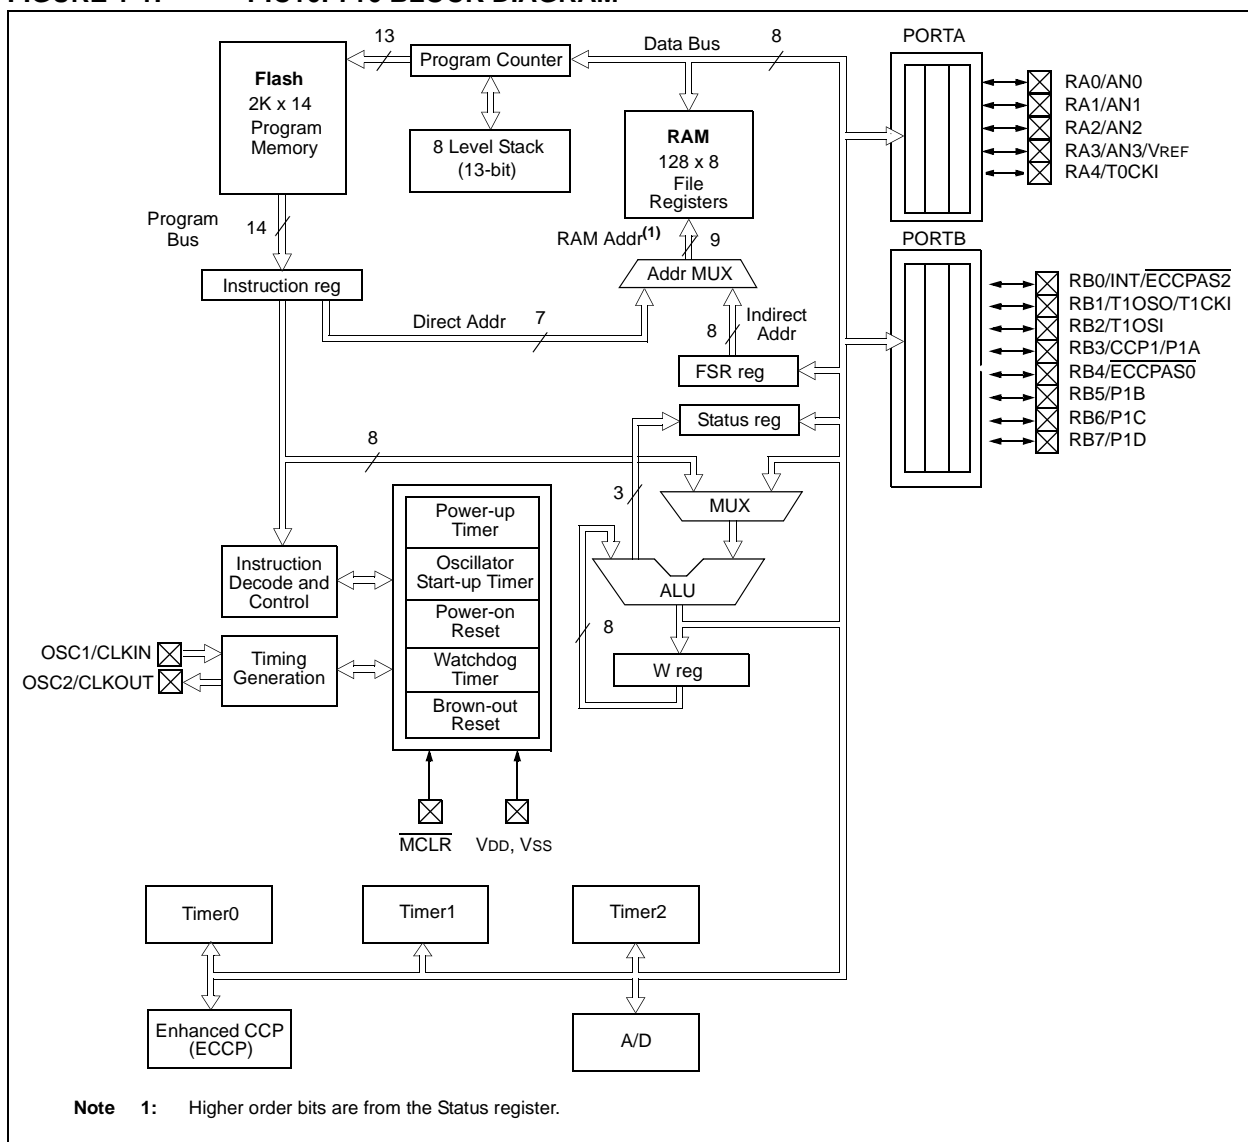 13
Data Bus
8
PORTA
Program Counter
Flash
2K x 14
Program
Memory
8 Level Stack
(13-bit)
RAM
128 x 8
File
Registers
RA0/AN0
RA1/AN1
RA2/AN2
RA3/AN3/VREF
RA4/T0CKI
Program
Bus
14
RAM Addr(1)
9
PORTB
Instruction reg
Addr MUX
Direct Addr
7
8
Indirect
Addr
RB0/INT/ECCPAS2
RB1/T1OSO/T1CKI
RB2/T1OSI
RB3/CCP1/P1A
RB4/ECCPAS0
RB5/P1B
RB6/P1C
RB7/P1D
FSR reg
Status reg
8
3
MUX
Power-up
Timer
Oscillator
Start-up Timer
Power-on
Reset
Watchdog
Timer
Brown-out
Reset
Instruction
Decode and
Control
ALU
8
W reg
OSC1/CLKIN
OSC2/CLKOUT
Timing
Generation
MCLR
VDD, VSS
Timer0
Timer1
Timer2
Enhanced CCP
(ECCP)
A/D
Note 1: Higher order bits are from the Status register.